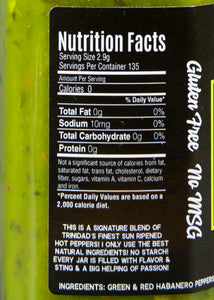 Nutrition Facts
Serving Size 2.9g
Servings Per Container 135
Amount Per Serving
Calories 0
% Daily Value*
Total Fat 0g 0%
Sodium 10mg 0%
Total Carbohydrate 0g 0%
Protein 0g
Not a significant source of calories from fat,
saturated fat, trans fat, cholesterol, dietary
fiber, sugars, vitamin A, vitamin C, calcium
and iron.
*Percent Daily Values are based on a
2,000 calorie diet.
THIS IS A SIGNATURE BLEND OF
TRINIDAD'S FINEST SUN RIPENED
HOT PEPPERS! I ONLY USE THE BEST
NATURAL INGREDIENTS! NO STARCH!
EVERY JAR IS FILLED WITH FLAVOR &
STING & A BIG HELPING OF PASSION!
INGREDIENTS: GREEN & RED HABANERO PEPPER
Gluten Free No MSG